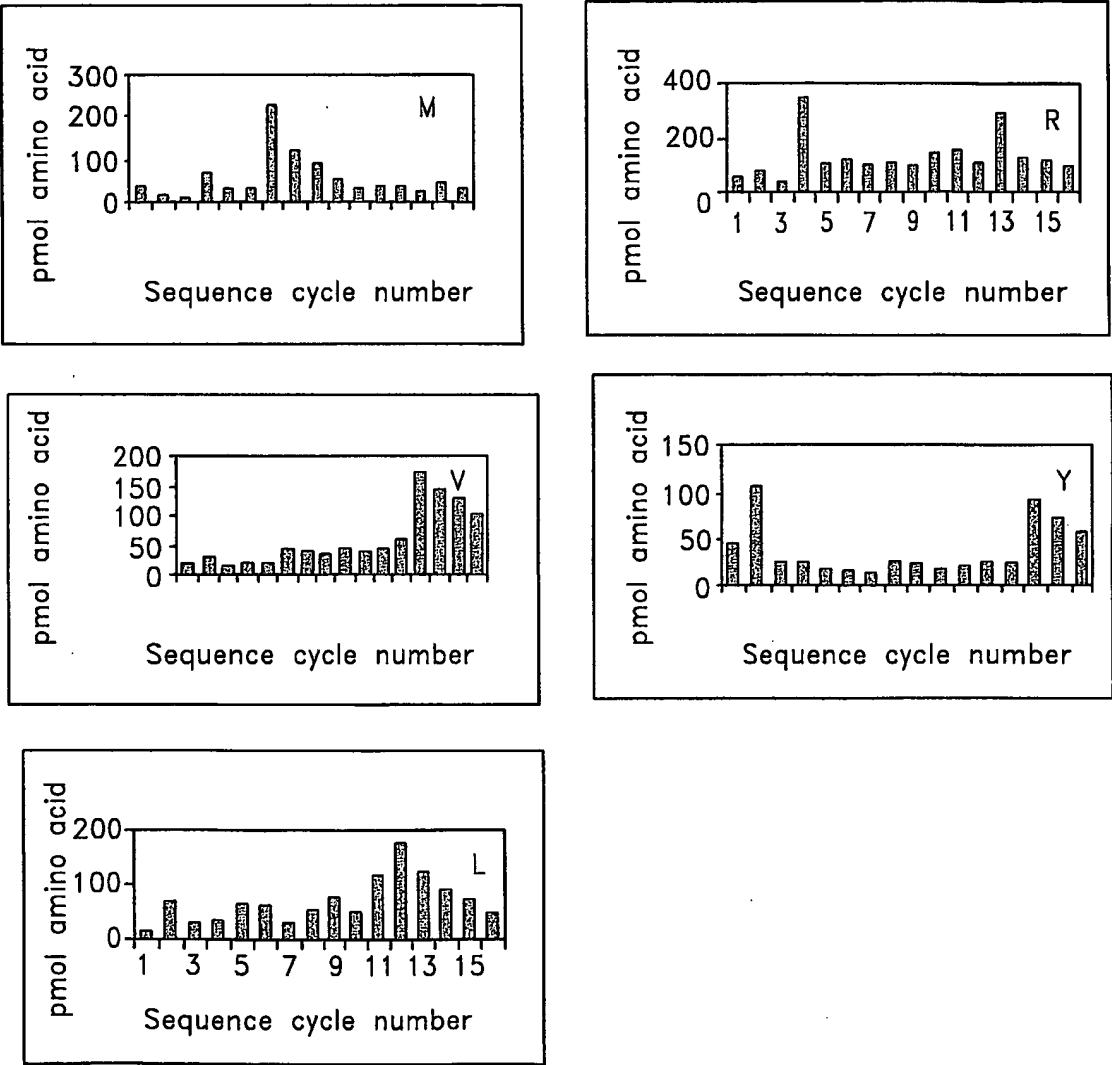 pmol amino acid
300
200
100
0
M
Sequence cycle number
pmol amino acid
400
200
0
R
1 3 5 7 9 11 13 15
Sequence cycle number
pmol amino acid
200
150
100
50
0
V
Sequence cycle number
pmol amino acid
150
100
50
0
Y
Sequence cycle number
pmol amino acid
200
100
0
L
1 3 5 7 9 11 13 15
Sequence cycle number